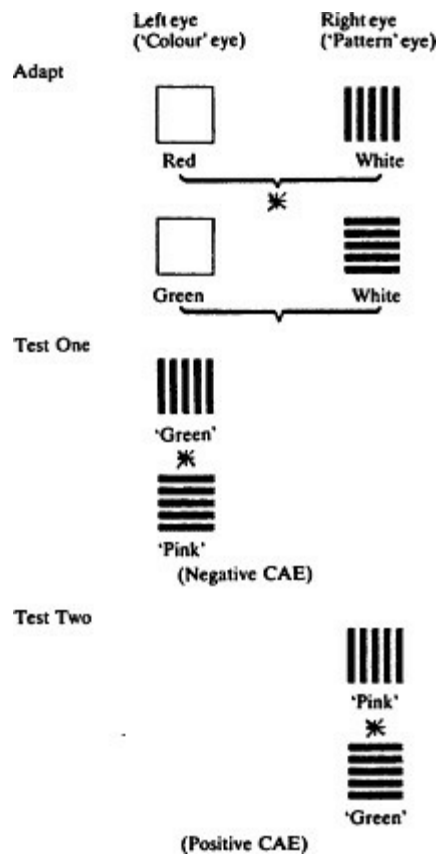 Left eye Right eye
('Colour' eye) ('Pattern' eye)
Adapt
Red White
Green White
Test One
'Green'
'Pink'
(Negative CAE)
Test Two
'Pink'
'Green'
(Positive CAE)